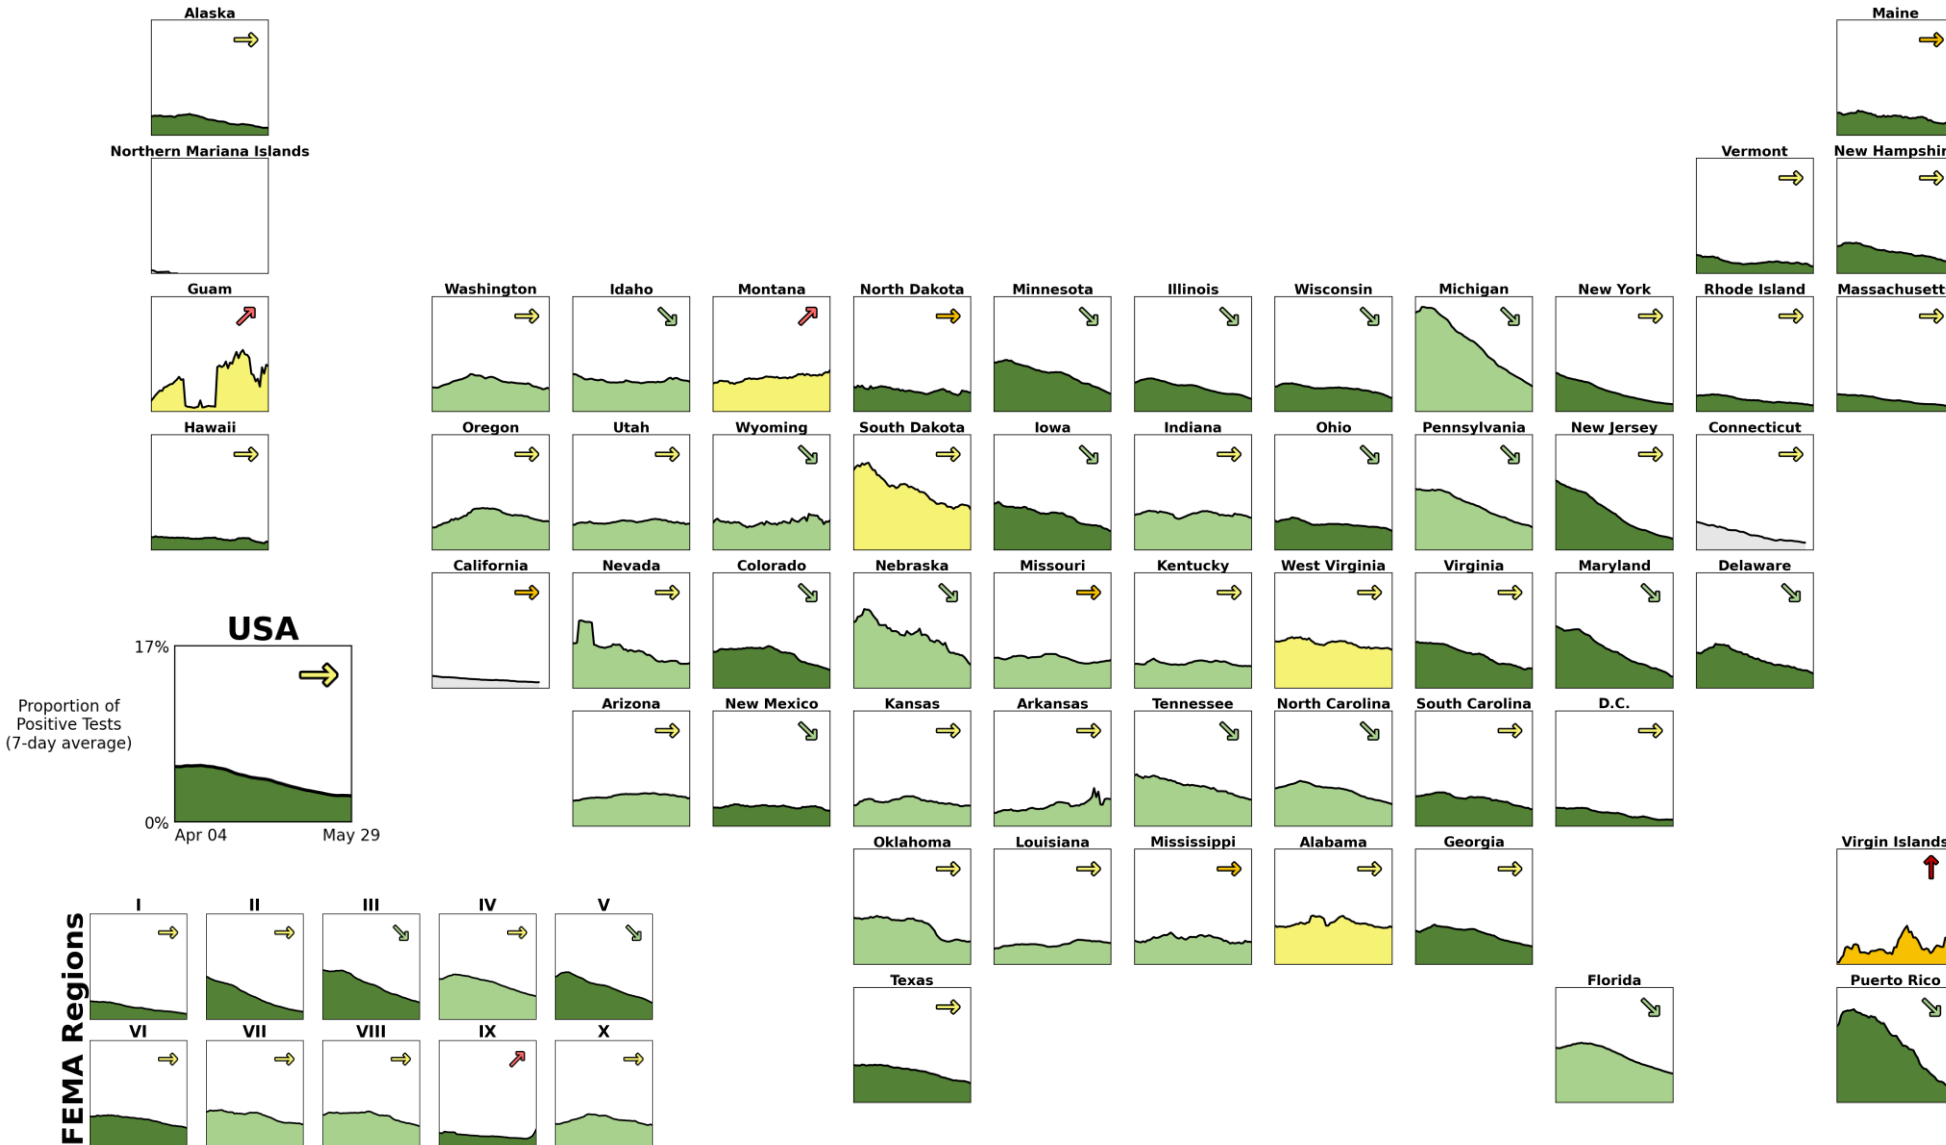 Alaska
Maine
Northern Mariana Islands
Vermont
New Hampshir
Guam
Washington
Idaho
Montana
North Dakota
Minnesota
Illinois
Wisconsin
Michigan
New York
Rhode Island
Massachusett
Hawaii
Oregon
Utah
Wyoming
South Dakota
Iowa
Indiana
Ohio
Pennsylvania
New Jersey
Connecticut
California
Nevada
Colorado
Nebraska
Missouri
Kentucky
West Virginia
Virginia
Maryland
Delaware
USA
17%
Proportion of
Positive Tests
(7-day average)
0%
Apr 04
May 29
Arizona
New Mexico
Kansas
Arkansas
Tennessee
North Carolina
South Carolina
D.C.
Oklahoma
Louisiana
Mississippi
Alabama
Georgia
Virgin Islands
Texas
Florida
Puerto Rico
FEMA Regions
I
II
III
IV
V
VI
VII
VIII
IX
X